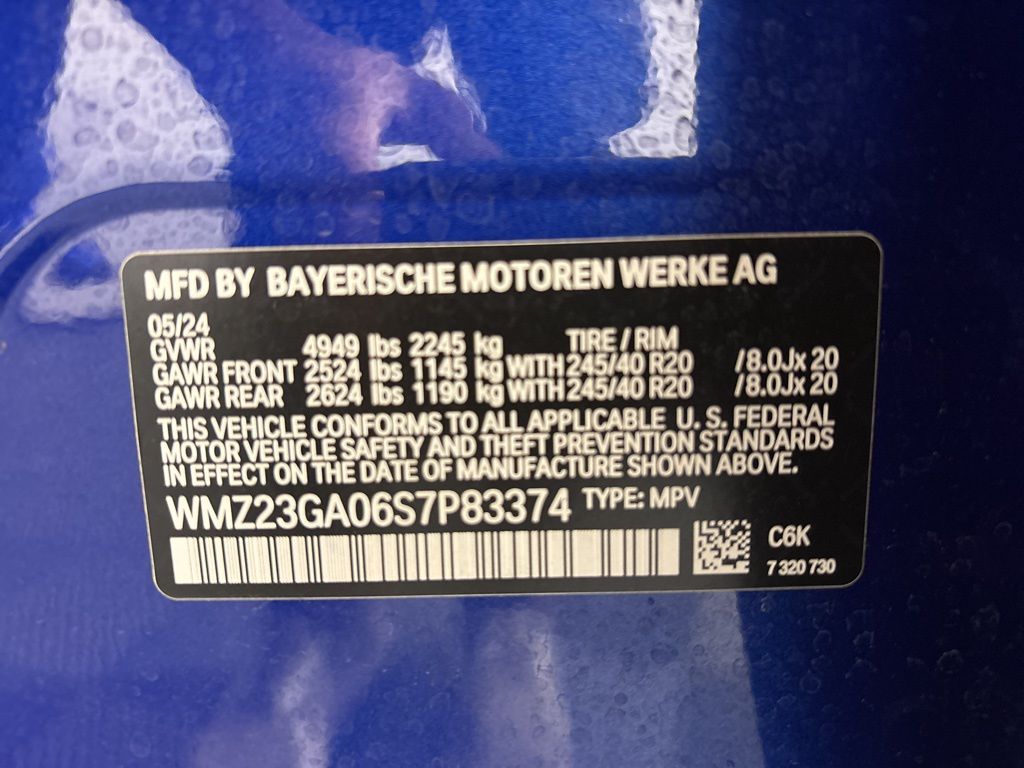 MFD BY BAYERISCHE MOTOREN WERKE AG
05/24
GVWR 4949 lbs 2245 kg TIRE / RIM
GAWR FRONT 2524 lbs 1145 kg WITH 245/40 R20 /8.0Jx 20
GAWR REAR 2624 lbs 1190 kg WITH 245/40 R20 /8.0Jx 20
THIS VEHICLE CONFORMS TO ALL APPLICABLE U. S. FEDERAL
MOTOR VEHICLE SAFETY AND THEFT PREVENTION STANDARDS
IN EFFECT ON THE DATE OF MANUFACTURE SHOWN ABOVE.
WMZ23GA06S7P83374 TYPE: MPV
C6K
7 320 730